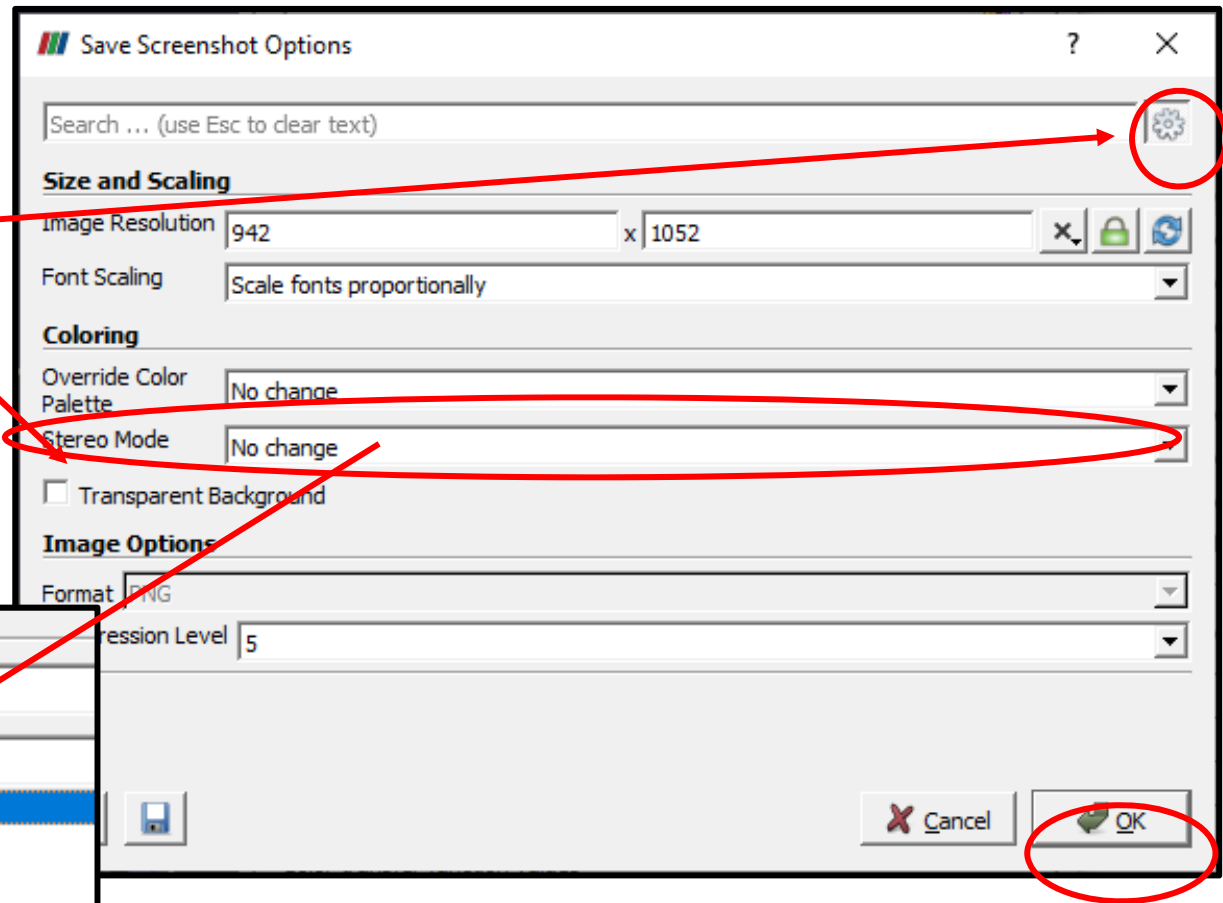 Save Screenshot Options ?
Search ... (use Esc to clear text)
Size and Scaling
Image Resolution 942 x 1052
Font Scaling Scale fonts proportionally
Coloring
Override Color
Palette No change
Stereo Mode No change
Transparent Background
Image Options
Format PNG
ression Level 5
Cancel OK